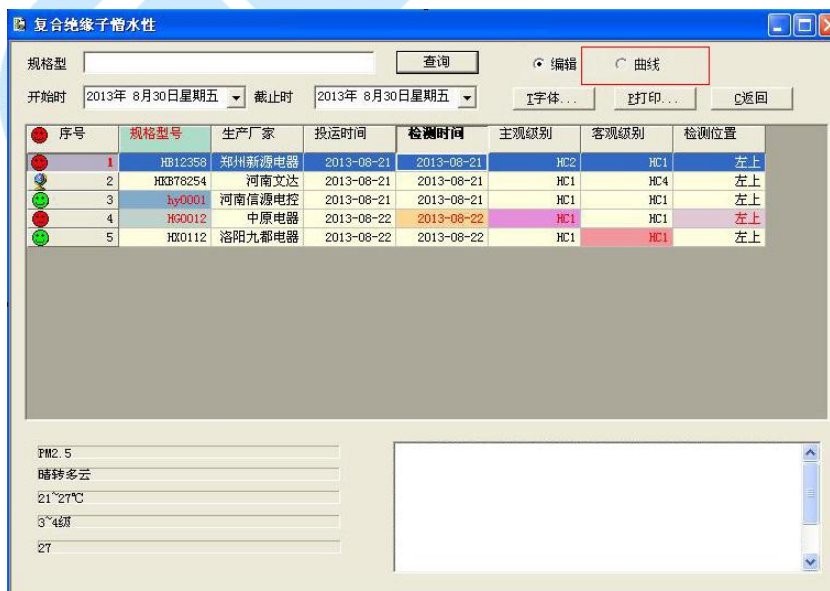 复合绝缘子憎水性
规格型 查询 编辑 曲线
开始时 2013年 8月30日星期五 截止时 2013年 8月30日星期五 I字体... P打印... C返回
序号 规格型号 生产厂家 投运时间 检测时间 主观级别 客观级别 检测位置
1 HB12358 郑州新源电器 2013-08-21 2013-08-21 HC2 HC1 左上
2 HKB78254 河南文达 2013-08-21 2013-08-21 HC1 HC4 左上
3 hy0001 河南信源电控 2013-08-21 2013-08-21 HC1 HC1 左上
4 HG0012 中原电器 2013-08-22 2013-08-22 HC1 HC1 左上
5 HX0112 洛阳九都电器 2013-08-22 2013-08-22 HC1 HC1 左上
PM2.5
晴转多云
21~27℃
3~4级
27